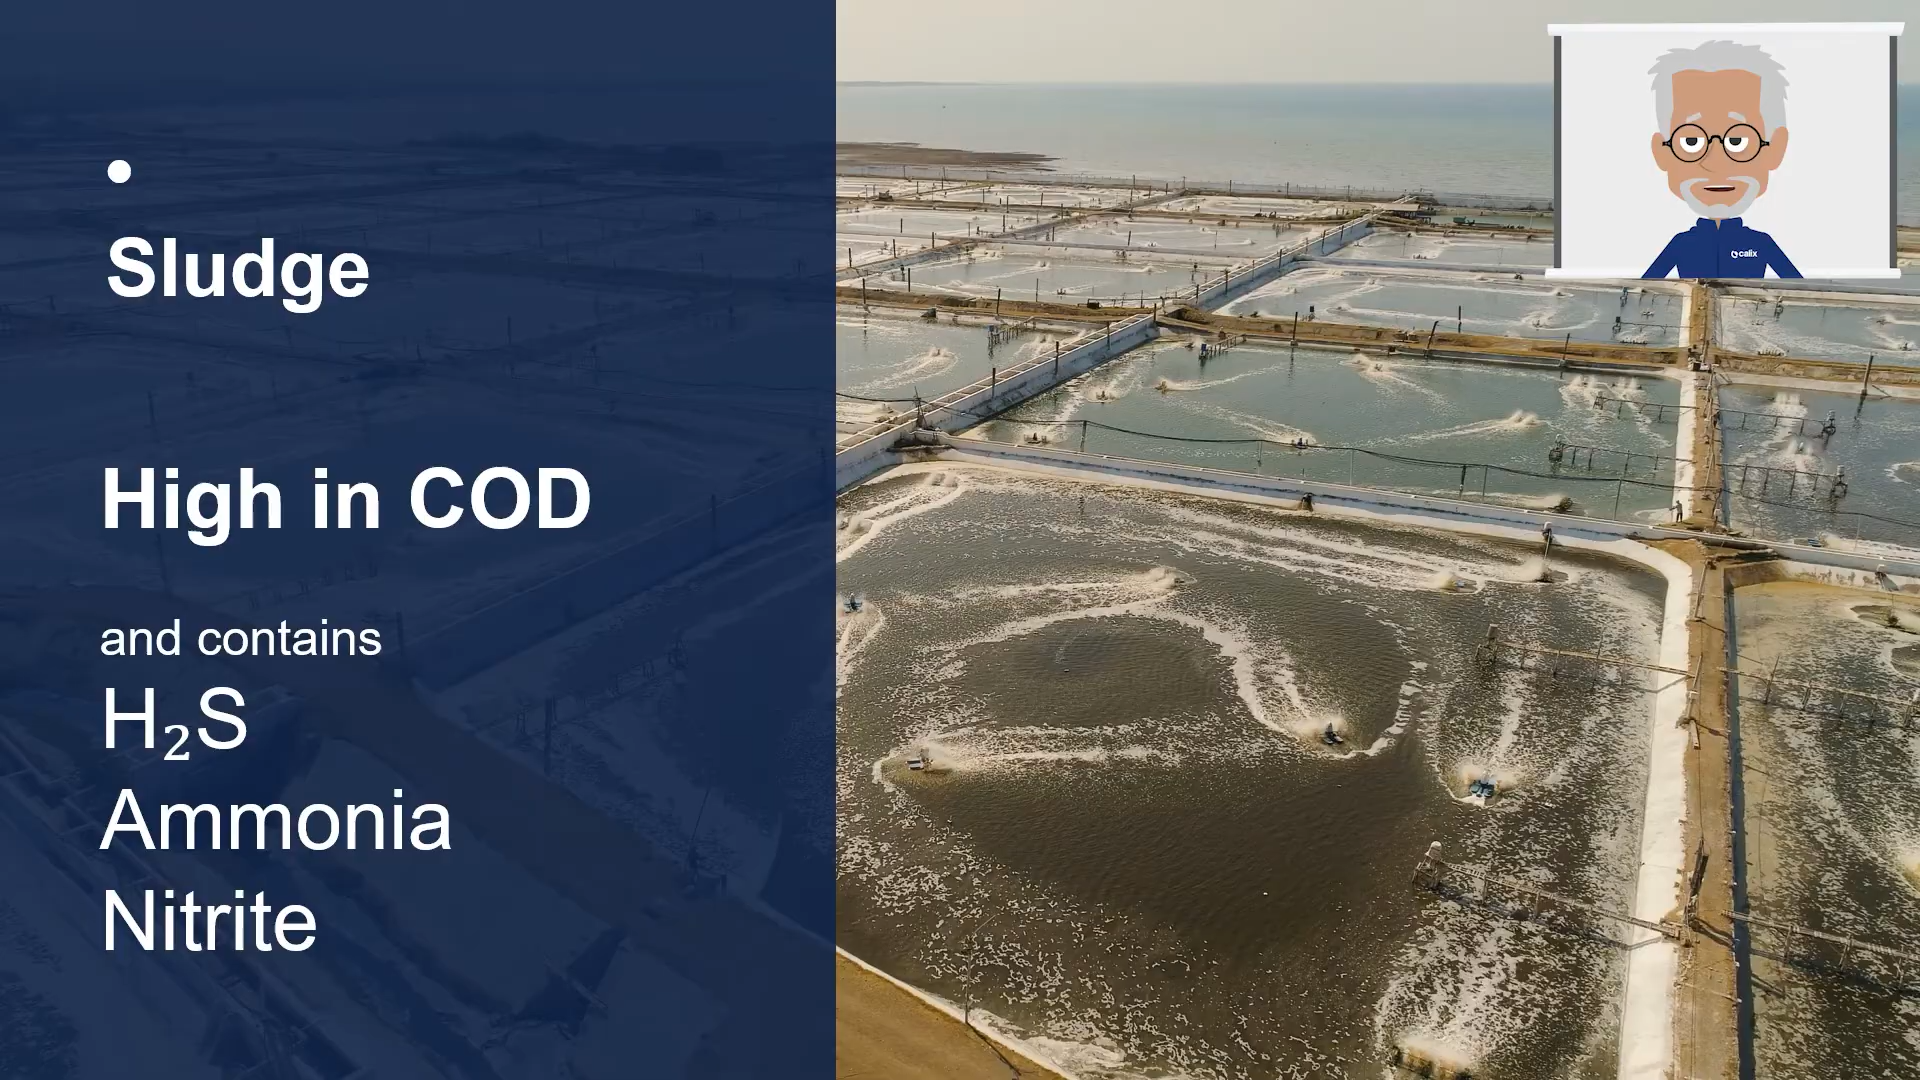 Sludge
High in COD
and contains
H₂S
Ammonia
Nitrite
calix